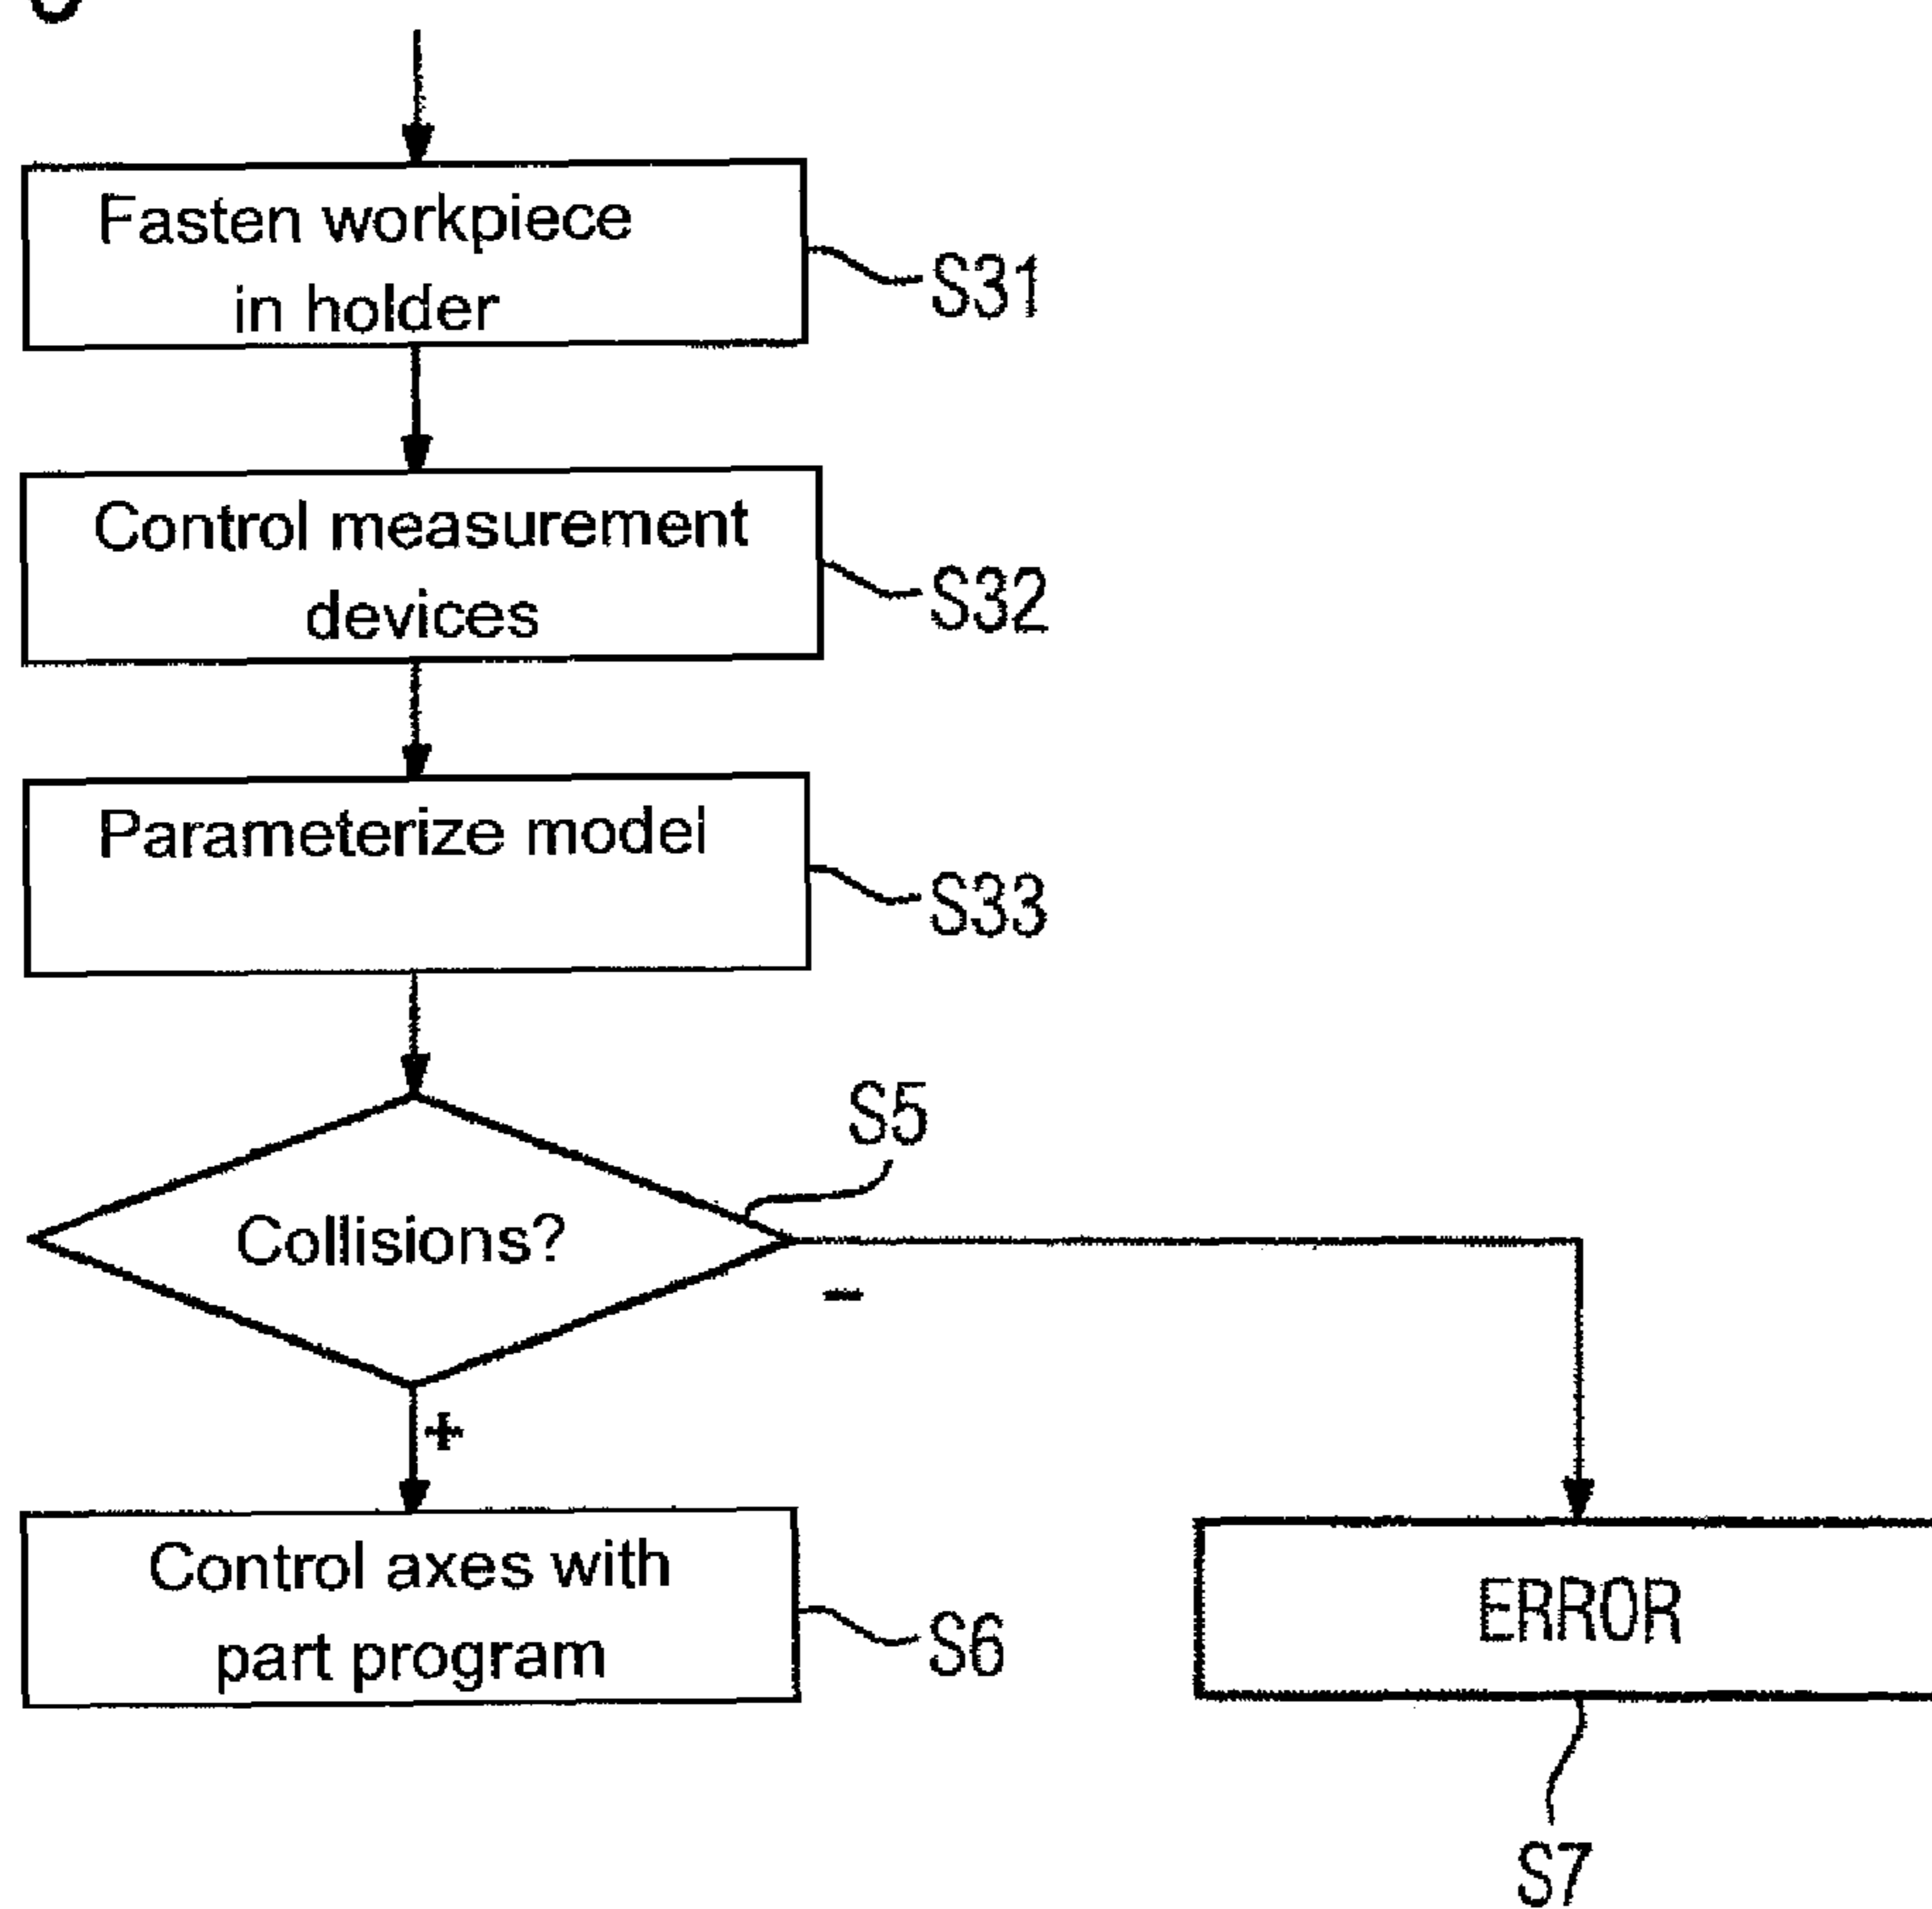 Fasten workpiece
in holder
S31
Control measurement
devices
S32
Parameterize model
S33
S5
Collisions?
-
+
Control axes with
part program
S6
ERROR
S7